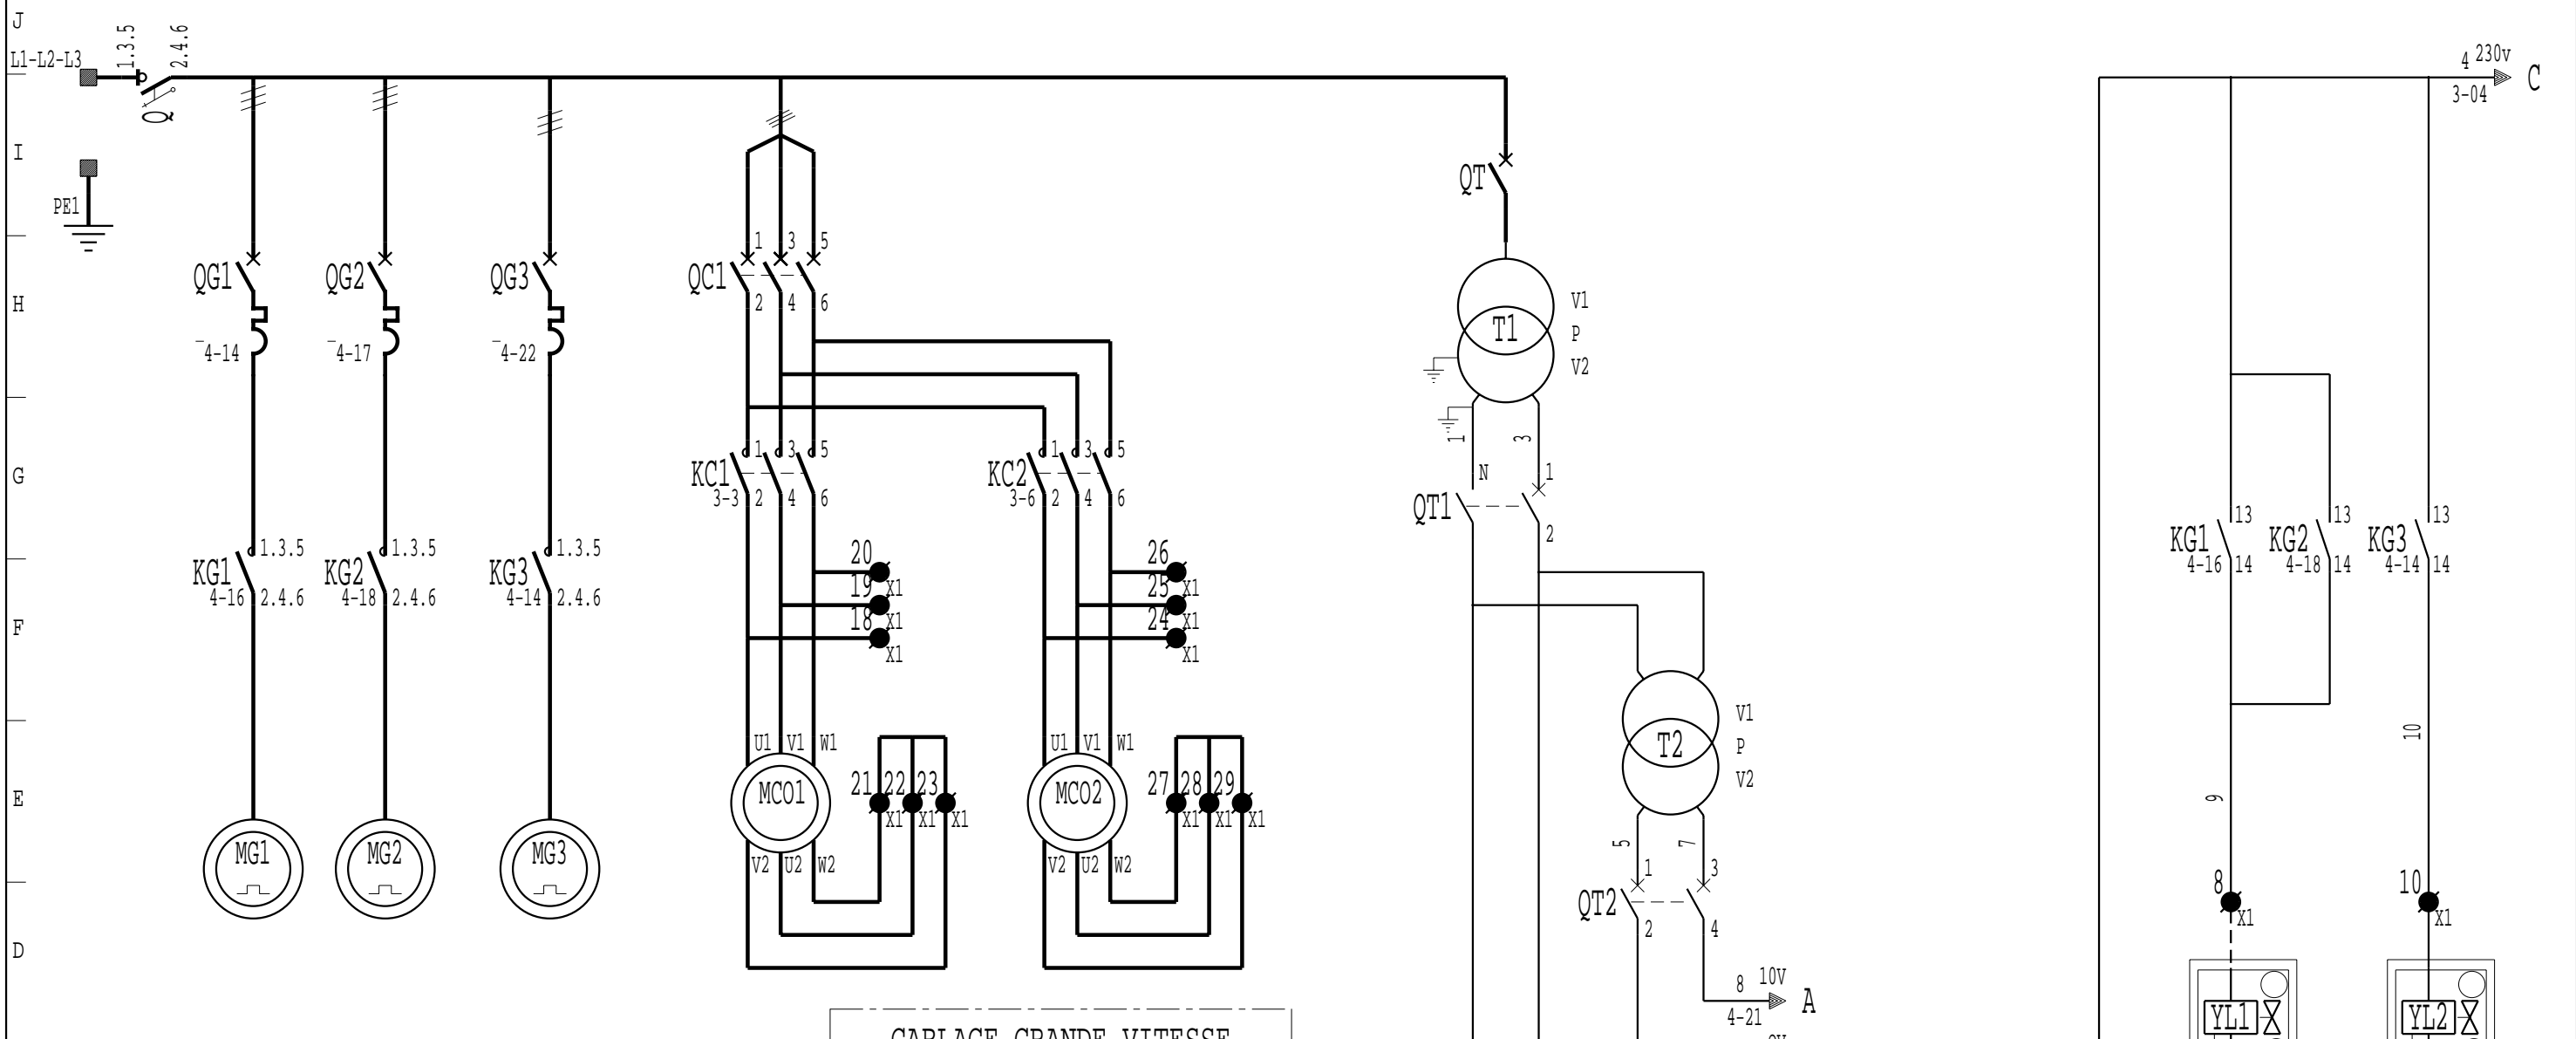 J
L1-L2-L3
1.3.5
2.4.6
Q
4 230v
3-04
C
I
PE1
QT
1 3 5
QG1 QG2 QG3 QC1
H
2 4 6
4-14 4-17 4-22
V1
T1 P
V2
1 3
N 1
G
KC1 1 3 5
3-3 2 4 6
KC2 1 3 5
3-6 2 4 6
QT1
2
KG1 1.3.5
4-16 2.4.6
KG2 1.3.5
4-18 2.4.6
KG3 1.3.5
4-14 2.4.6
KG1 13
4-16 14
KG2 13
4-18 14
KG3 13
4-14 14
20 X1
19 X1
18 X1
26 X1
25 X1
24 X1
F
V1
T2 P
V2
10
9
U1 V1 W1
U1 V1 W1
E
MCO1
21 22 23
X1 X1 X1
MCO2
27 28 29
X1 X1 X1
MG1 MG2 MG3
V2 U2 W2
V2 U2 W2
5 7
1 3
QT2
2 4
8 X1
10 X1
D
8 10V
4-21
A
YL1 YL2
CABLAGE GRANDE VITESSE